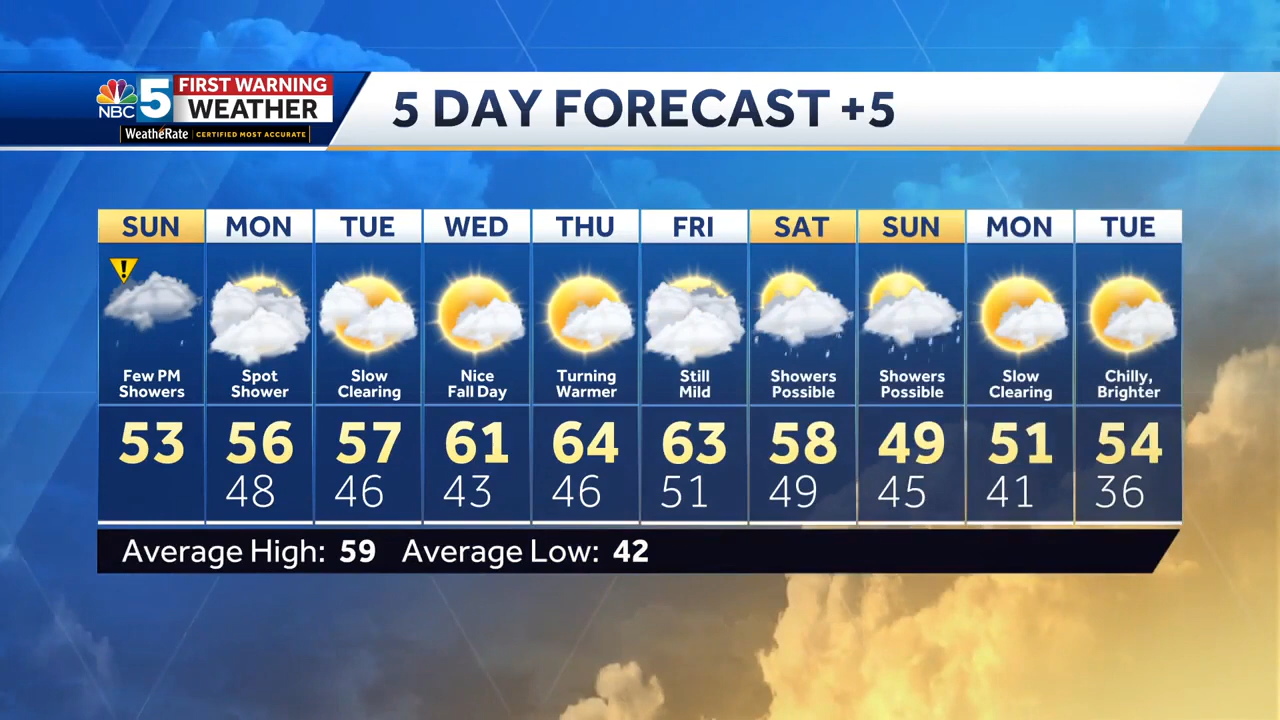 NBC 5 FIRST WARNING WEATHER
WeatheRate CERTIFIED MOST ACCURATE
5 DAY FORECAST +5
SUN MON TUE WED THU FRI SAT SUN MON TUE
!
Few PM Spot Slow Nice Turning Still Showers Showers Slow Chilly,
Showers Shower Clearing Fall Day Warmer Mild Possible Possible Clearing Brighter
53 56 57 61 64 63 58 49 51 54
48 46 43 46 51 49 45 41 36
Average High: 59 Average Low: 42